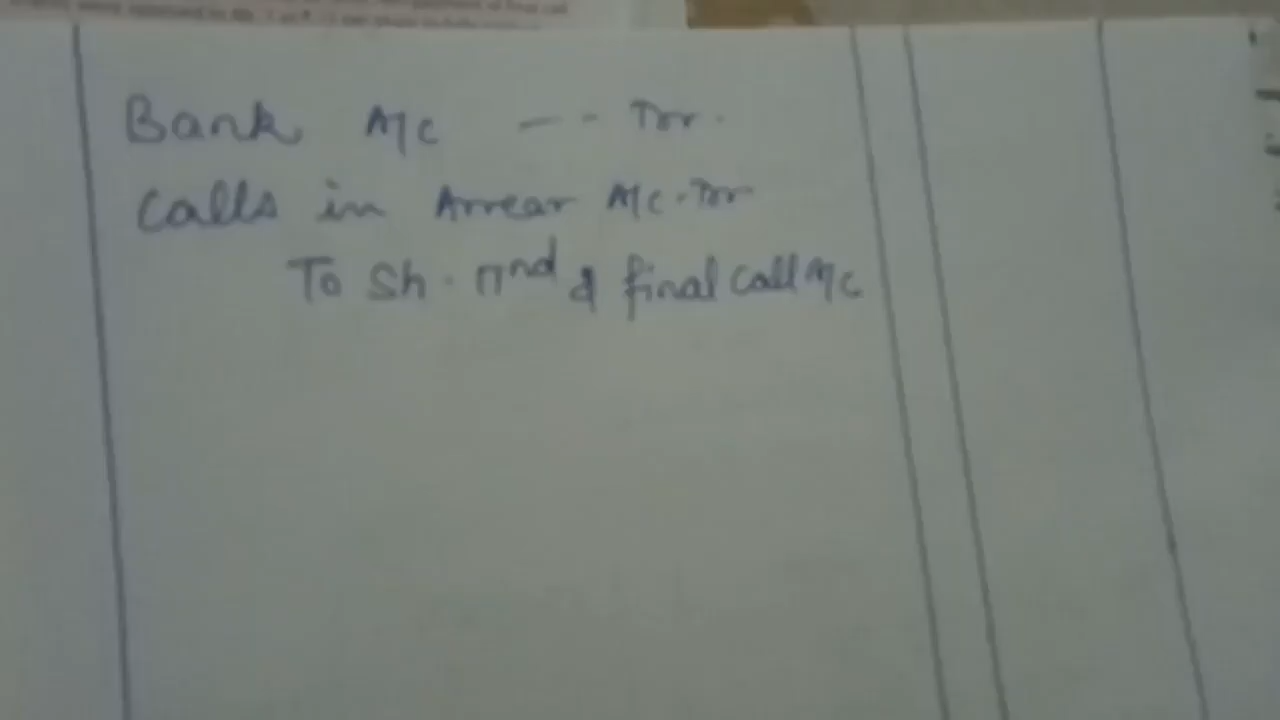 Bank A/c -- Dr.
Calls in Arrear A/c. Dr
To Sh. IInd & final call A/c